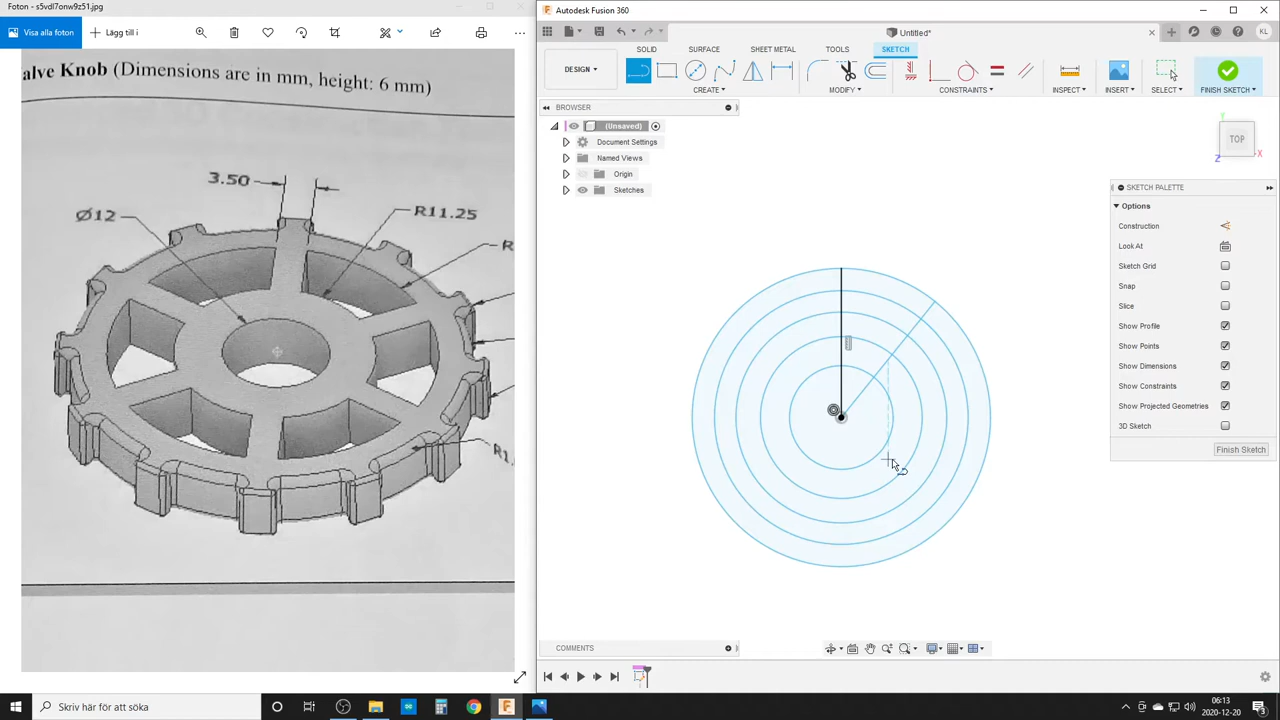 Foton - s5vdl7onw9z51.jpg
Visa alla foton
Lägg till i
alve Knob (Dimensions are in mm, height: 6 mm)
3.50
Ø12
R11.25
R
R1.
Autodesk Fusion 360
Untitled*
KL
DESIGN
SOLID
SURFACE
SHEET METAL
TOOLS
SKETCH
CREATE
MODIFY
CONSTRAINTS
INSPECT
INSERT
SELECT
FINISH SKETCH
BROWSER
(Unsaved)
Document Settings
Named Views
Origin
Sketches
TOP
Y
X
Z
SKETCH PALETTE
Options
Construction
Look At
Sketch Grid
Snap
Slice
Show Profile
Show Points
Show Dimensions
Show Constraints
Show Projected Geometries
3D Sketch
Finish Sketch
COMMENTS
Skriv här för att söka
06:13
2020-12-20